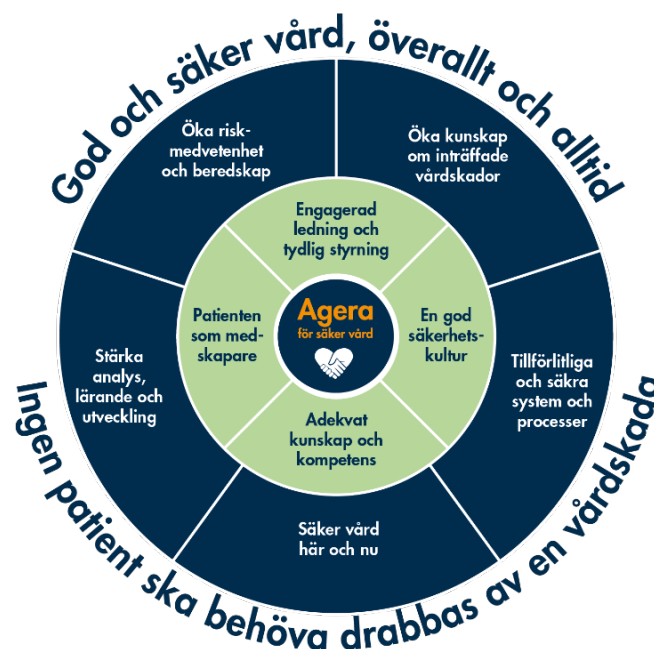 God och säker vård, överallt och alltid
Öka risk-
medvetenhet
och beredskap
Öka kunskap
om inträffade
vårdskador
Engagerad
ledning och
tydlig styrning
Patienten
som med-
skapare
Agera
för säker vård
En god
säkerhets-
kultur
Stärka
analys,
lärande och
utveckling
Tillförlitliga
och säkra
system och
processer
Adekvat
kunskap och
kompetens
Säker vård
här och nu
Ingen patient ska behöva drabbas av en vårdskada